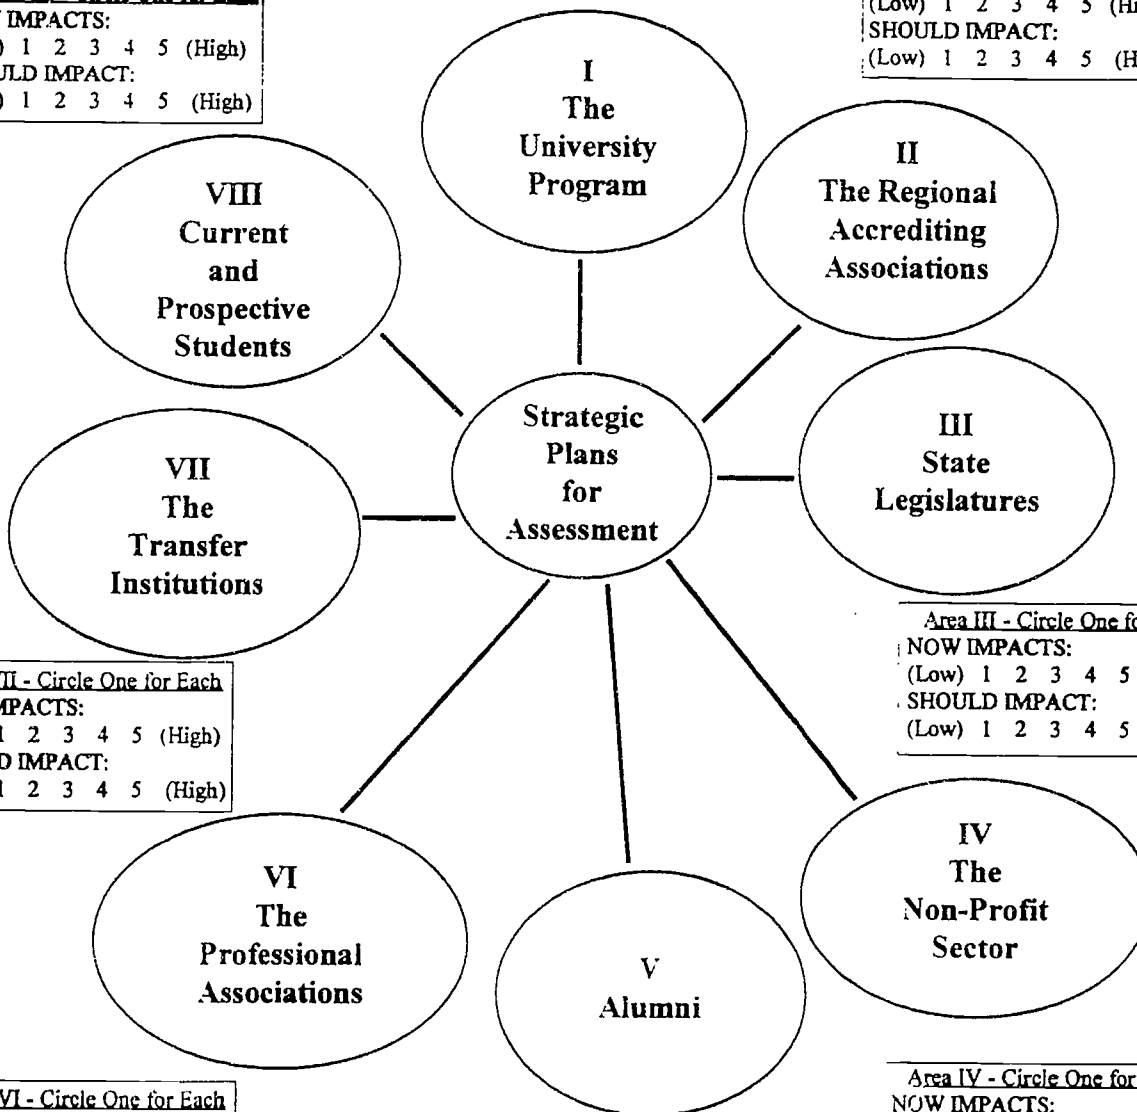 IMPACTS:
1 2 3 4 5 (High)
IMPACT:
1 2 3 4 5 (High)
(Low) 1 2 3 4 5
SHOULD IMPACT:
(Low) 1 2 3 4 5
I
The
University
Program
II
The Regional
Accrediting
Associations
VIII
Current
and
Prospective
Students
Strategic
Plans
for
Assessment
III
State
Legislatures
VII
The
Transfer
Institutions
Area III - Circle One
NOW IMPACTS:
(Low) 1 2 3 4 5
SHOULD IMPACT:
(Low) 1 2 3 4 5
- Circle One for Each
1 2 3 4 5 (High)
IMPACT:
1 2 3 4 5 (High)
IV
The
Non-Profit
Sector
VI
The
Professional
Associations
V
Alumni
VI - Circle One for Each
Area IV - Circle One for
NOW IMPACTS: